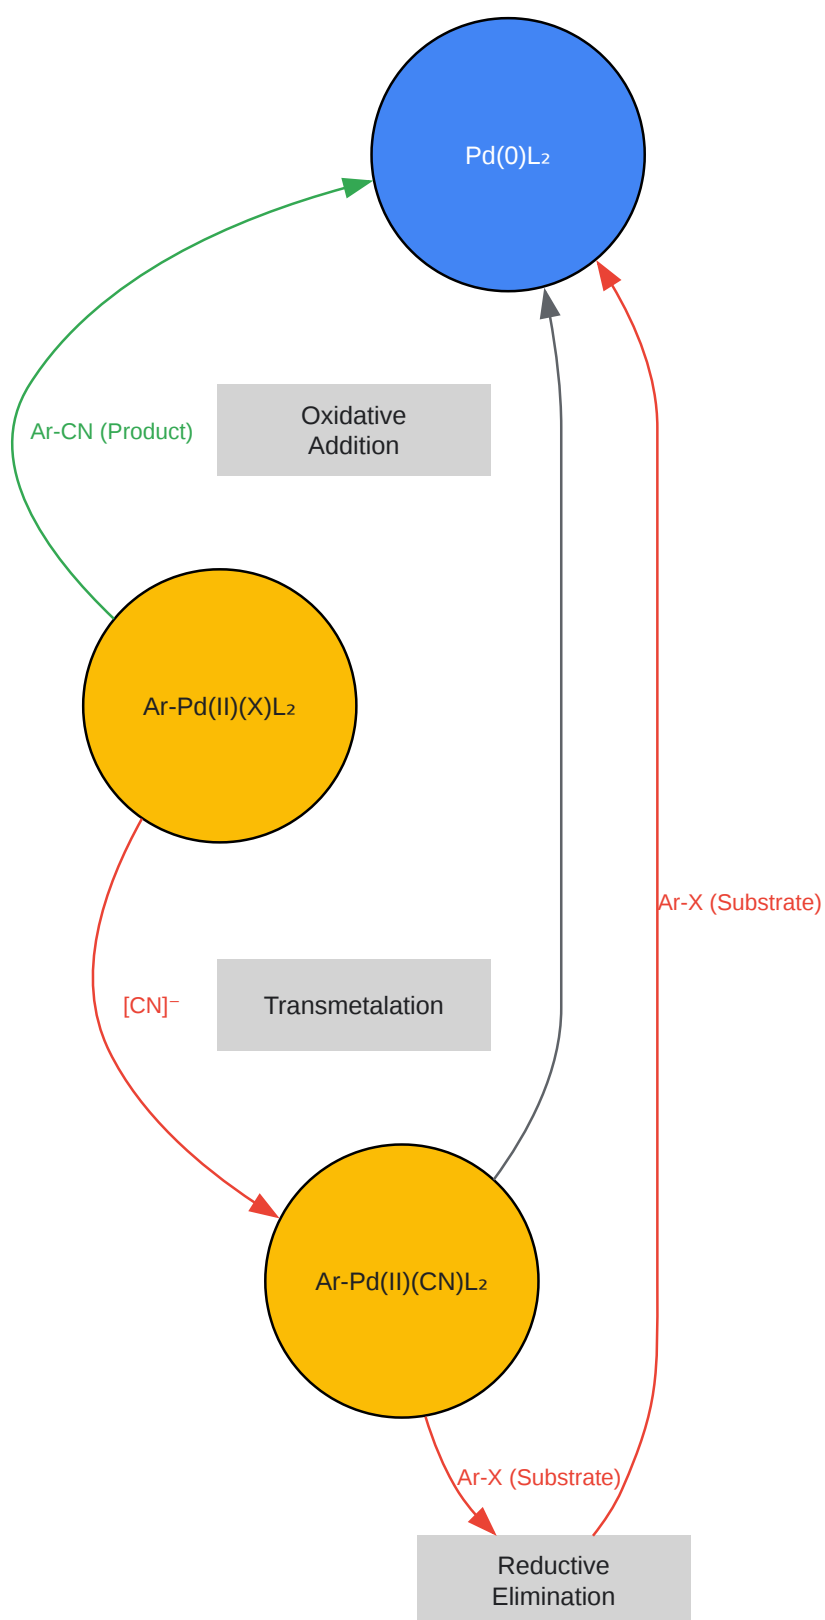 Pd(0)L₂
Ar-CN (Product)
Oxidative
Addition
Ar-Pd(II)(X)L₂
Ar-X (Substrate)
[CN]⁻
Transmetalation
Ar-Pd(II)(CN)L₂
Ar-X (Substrate)
Reductive
Elimination